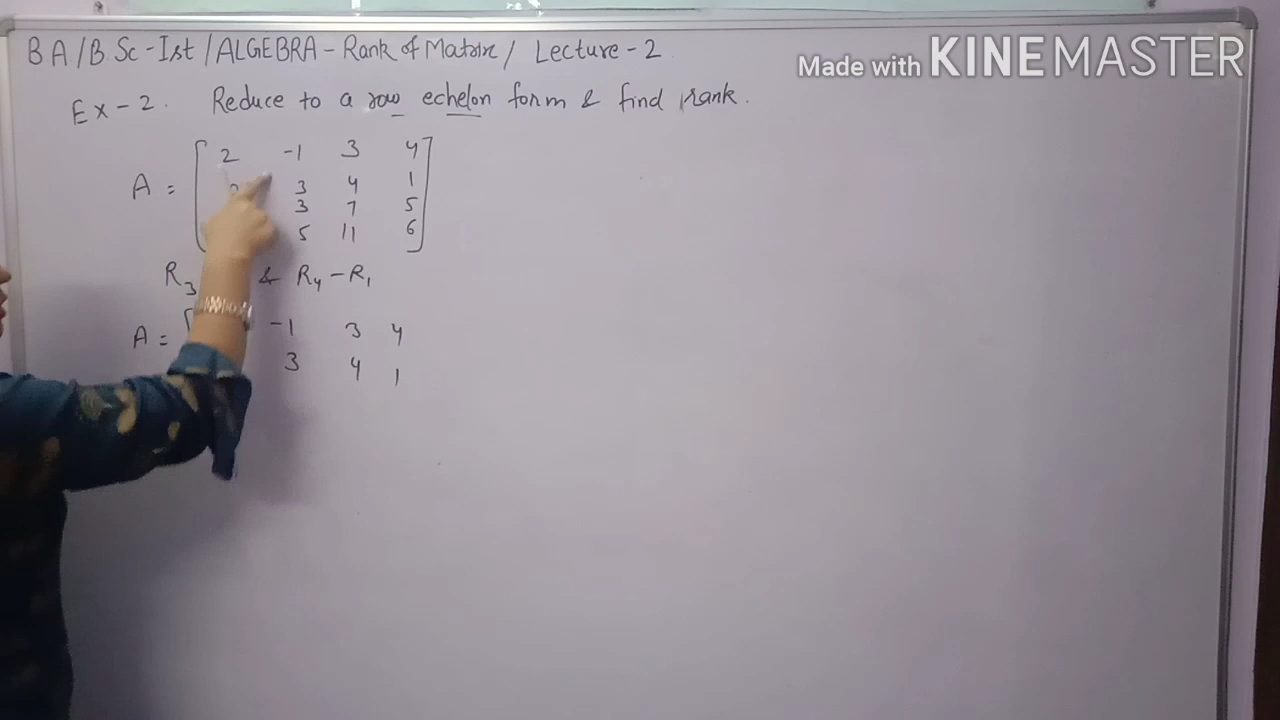 BA/B Sc-Ist/ALGEBRA-Rank of Matrix/ Lecture-2
Made with KINEMASTER
Ex-2. Reduce to a row echelon form & find rank.
2 -1 3 4
A = 3 4 1
3 7 5
5 11 6
R3 & R4-R1
A = -1 3 4
3 4 1